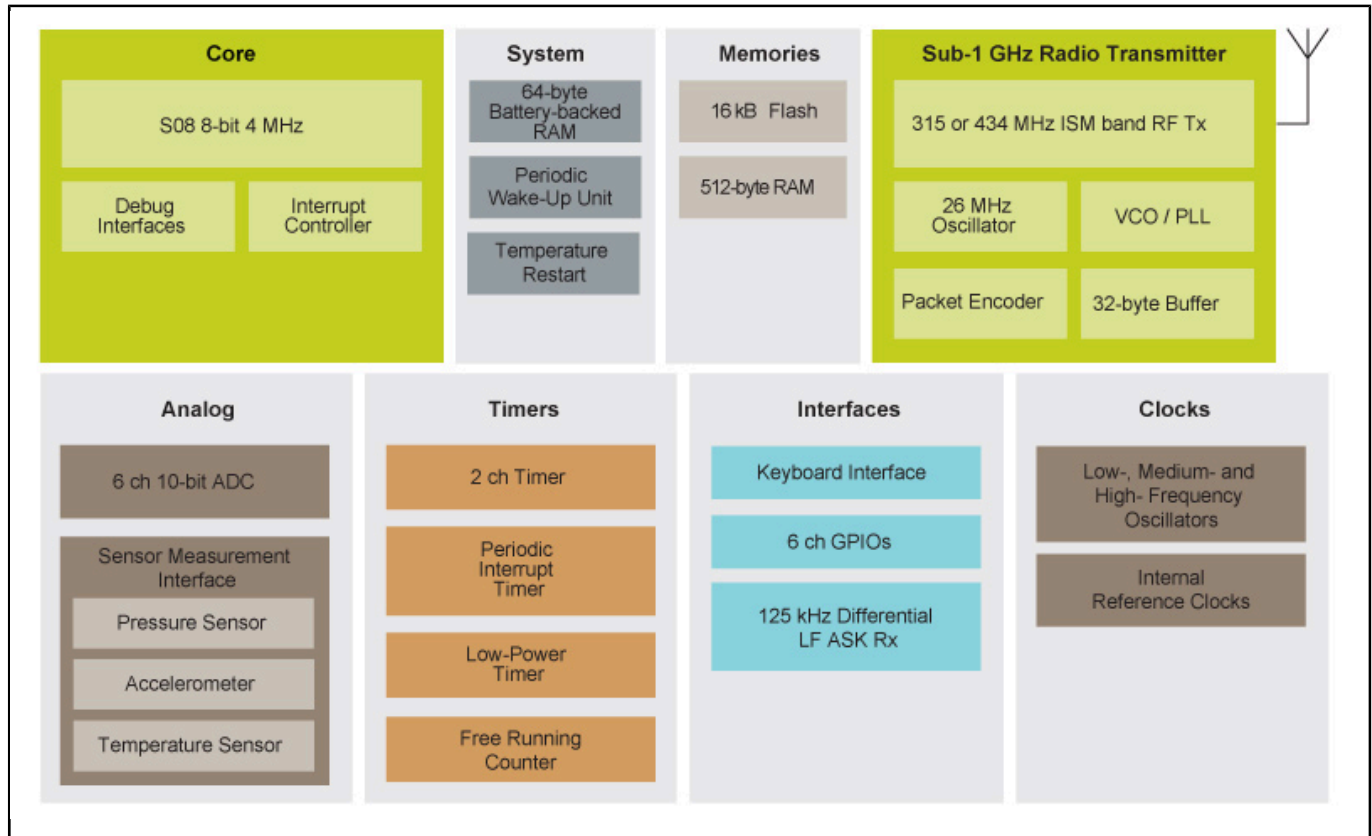 Core
S08 8-bit 4 MHz
Debug
Interfaces
Interrupt
Controller
System
64-byte
Battery-backed
RAM
Periodic
Wake-Up Unit
Temperature
Restart
Memories
16 kB Flash
512-byte RAM
Sub-1 GHz Radio Transmitter
315 or 434 MHz ISM band RF Tx
26 MHz
Oscillator
VCO / PLL
Packet Encoder
32-byte Buffer
Analog
6 ch 10-bit ADC
Sensor Measurement
Interface
Pressure Sensor
Accelerometer
Temperature Sensor
Timers
2 ch Timer
Periodic
Interrupt
Timer
Low-Power
Timer
Free Running
Counter
Interfaces
Keyboard Interface
6 ch GPIOs
125 kHz Differential
LF ASK Rx
Clocks
Low-, Medium- and
High- Frequency
Oscillators
Internal
Reference Clocks